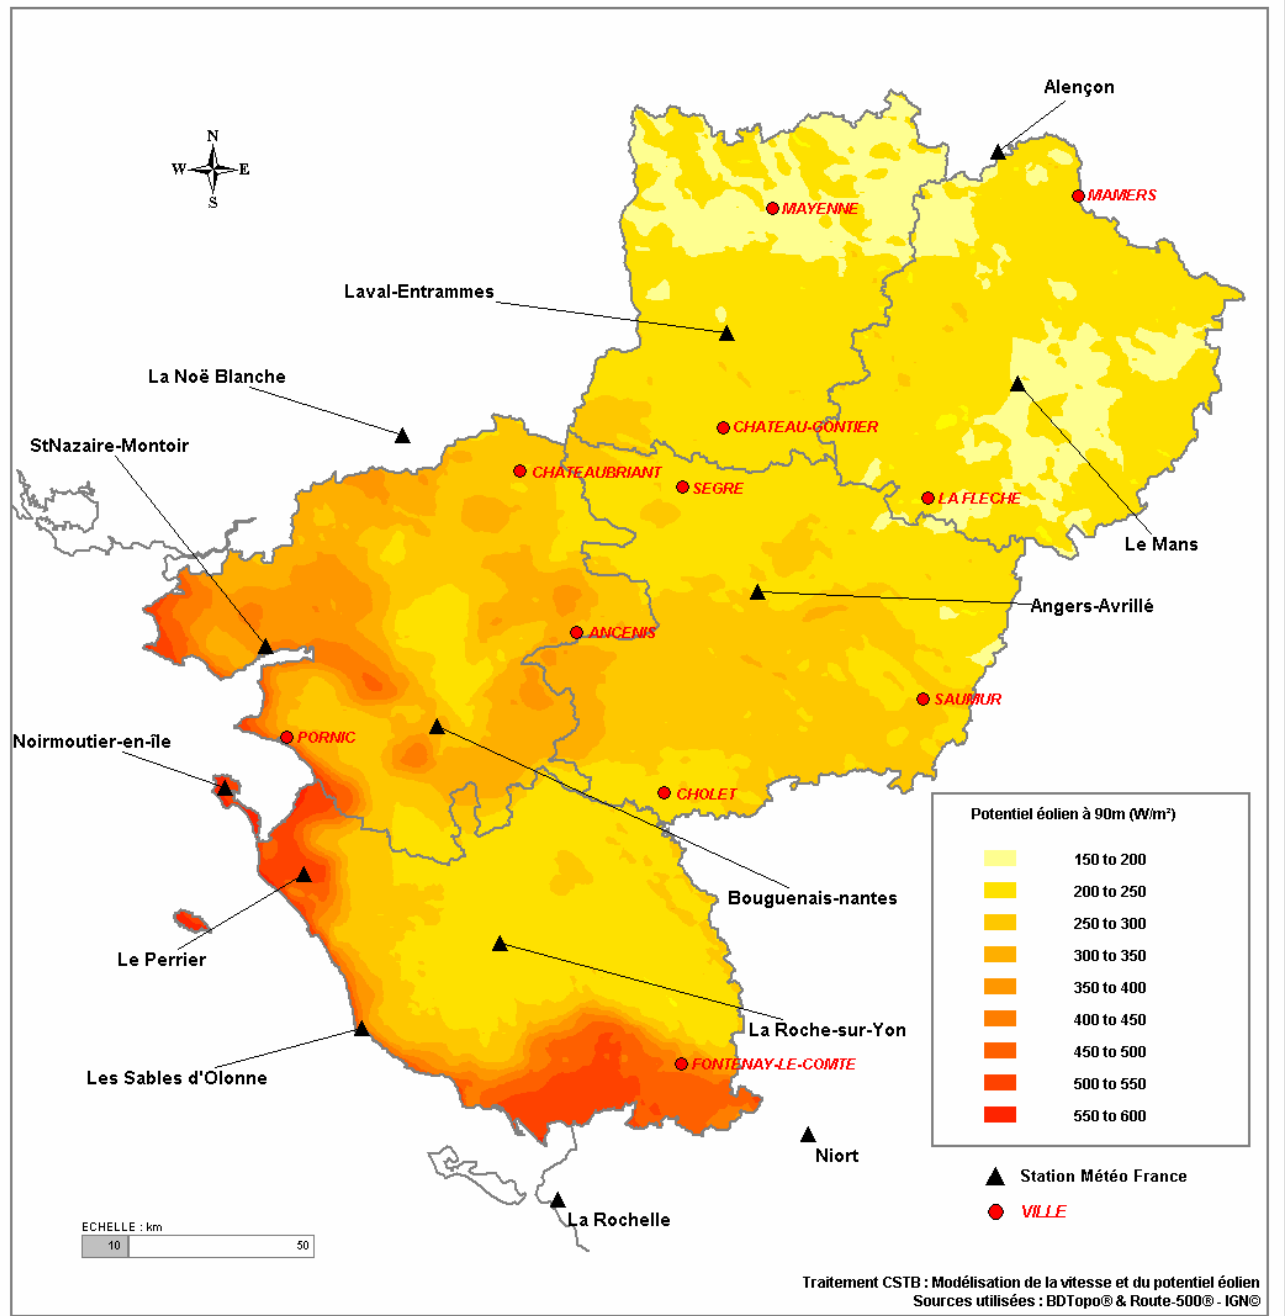 Alençon
N
W E
S
MAMERS
MAYENNE
Laval-Entrammes
La Noë Blanche
CHATEAU-GONTIER
StNazaire-Montoir
CHATEAUBRIANT
SEGRE
LA FLECHE
Le Mans
Angers-Avrillé
ANCENIS
SAUMUR
PORNIC
Noirmoutier-en-île
CHOLET
Potentiel éolien à 90m (W/m²)
150 to 200
200 to 250
250 to 300
300 to 350
350 to 400
400 to 450
450 to 500
500 to 550
550 to 600
Bouguenais-nantes
Le Perrier
La Roche-sur-Yon
FONTENAY-LE-COMTE
Les Sables d'Olonne
Niort
Station Météo France
VILLE
La Rochelle
ECHELLE : km
10 50
Traitement CSTB : Modélisation de la vitesse et du potentiel éolien
Sources utilisées : BDTopo® & Route-500® - IGN©